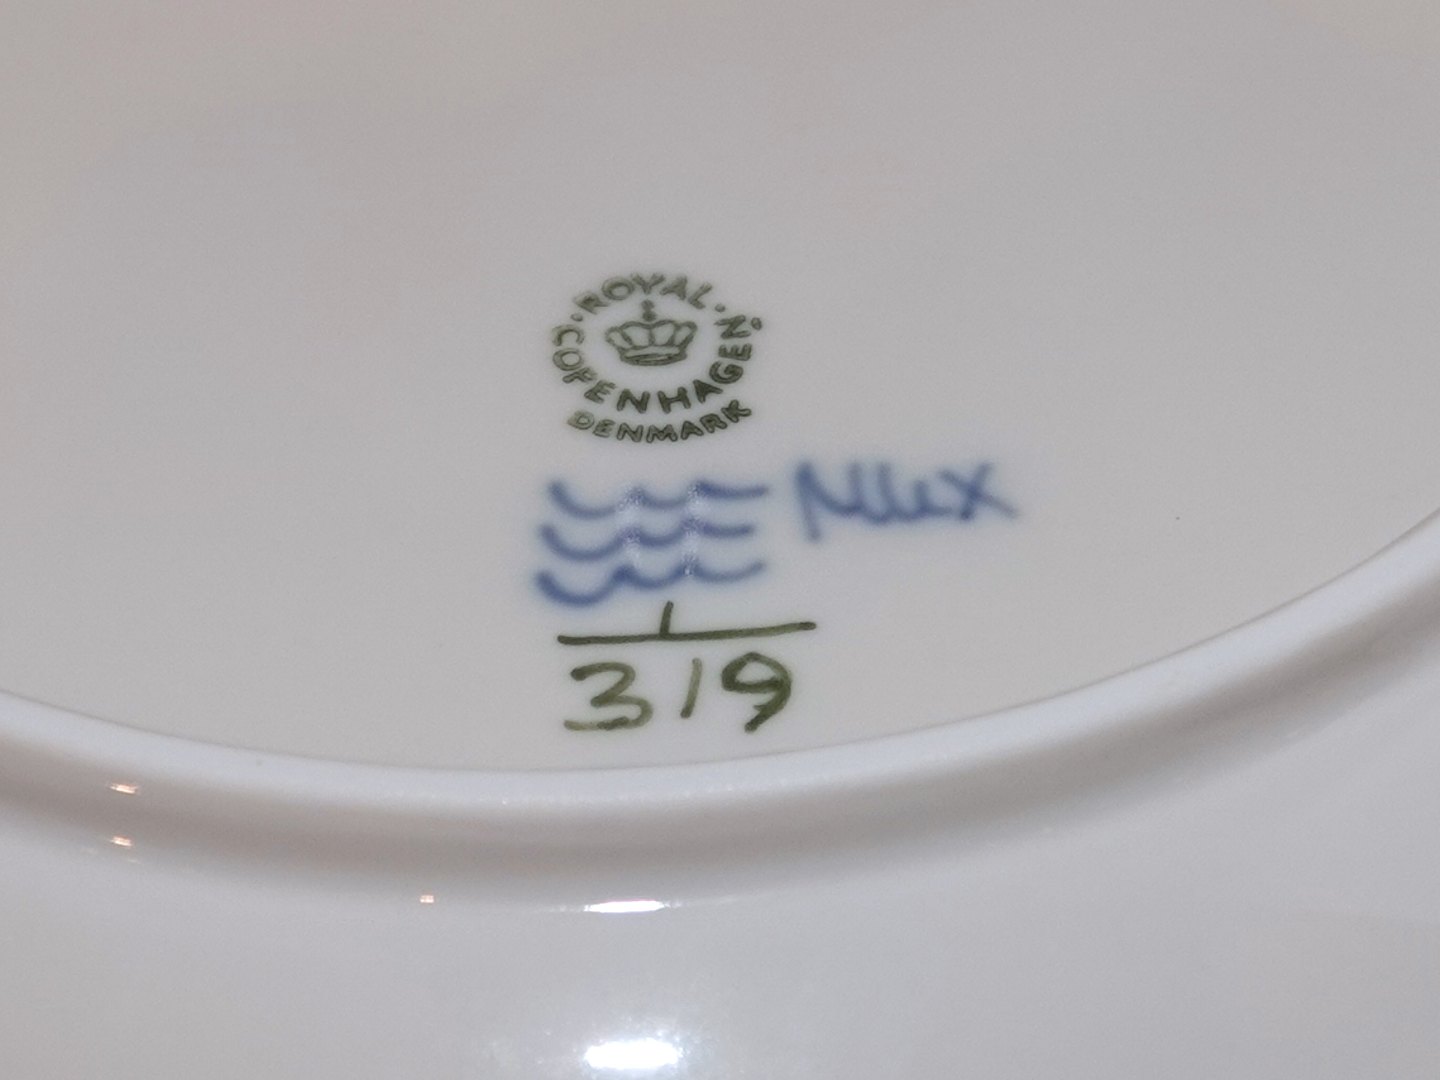 ROYAL
COPENHAGEN
DENMARK
1
319